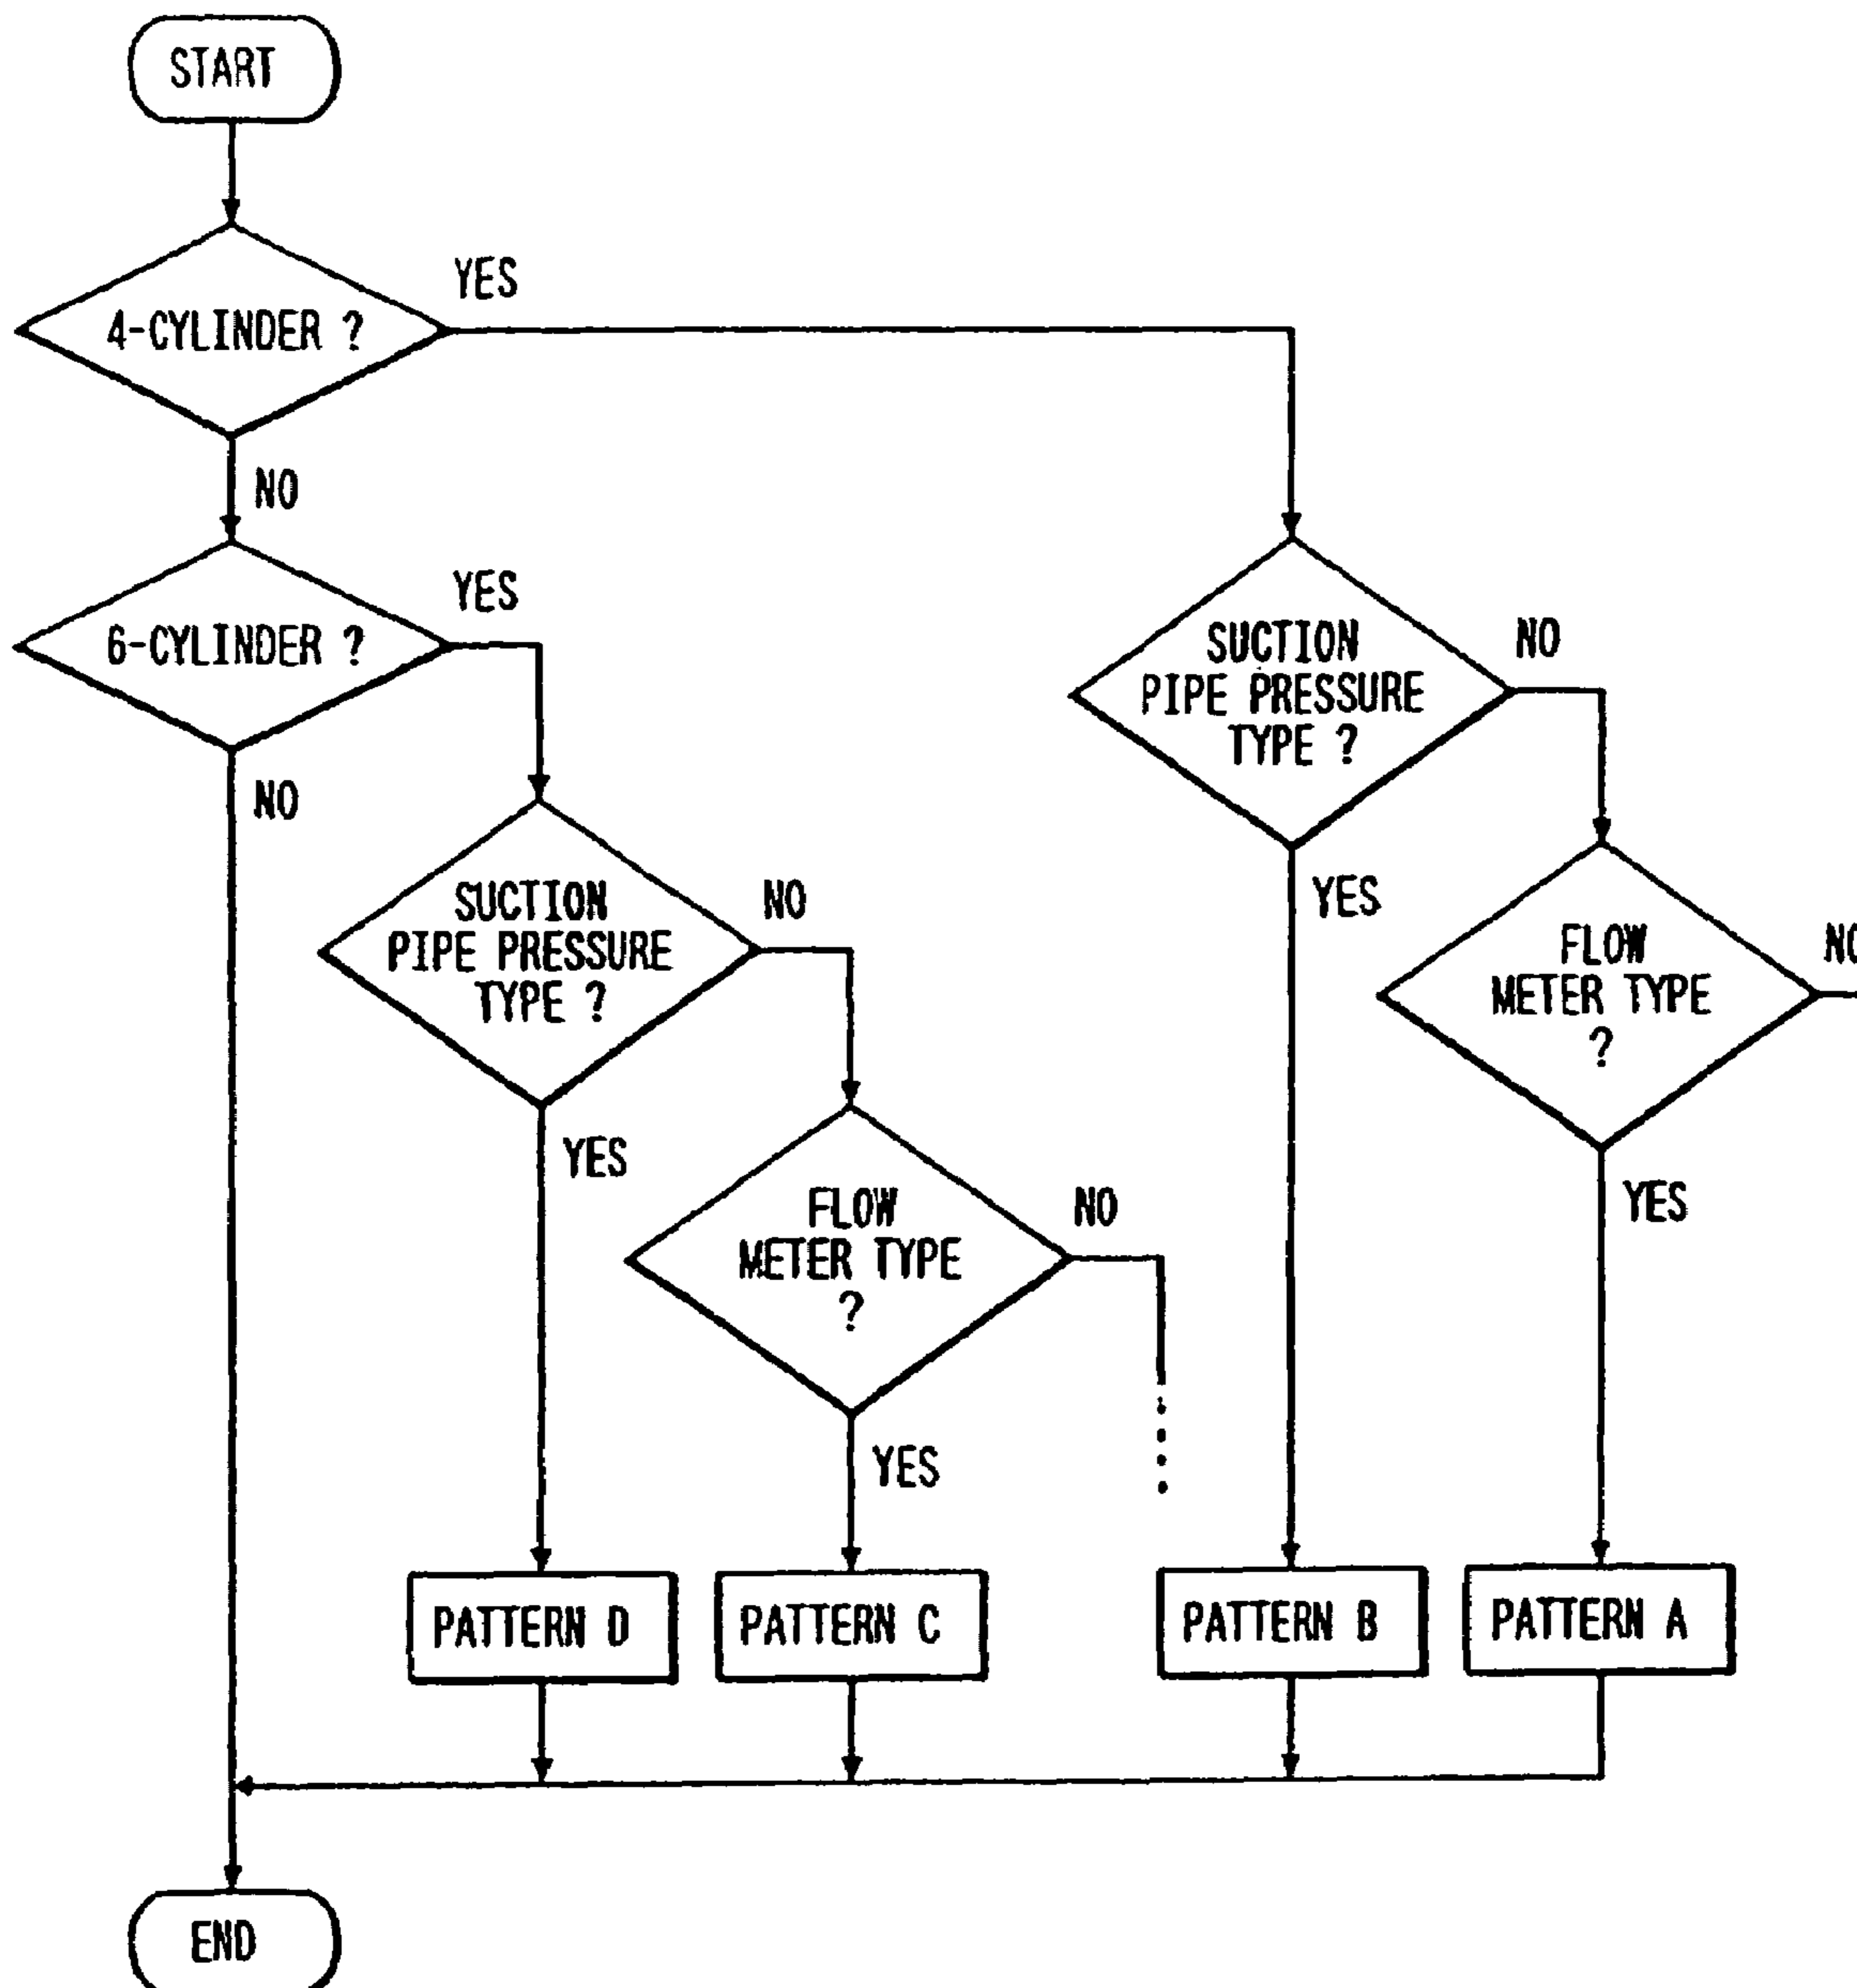 START
4-CYLINDER ?
YES
NO
6-CYLINDER ?
YES
NO
SUCTION
PIPE PRESSURE
TYPE ?
NO
YES
FLOW
METER TYPE
?
NO
YES
SUCTION
PIPE PRESSURE
TYPE ?
NO
YES
FLOW
METER TYPE
?
NO
YES
PATTERN D
PATTERN C
PATTERN B
PATTERN A
END